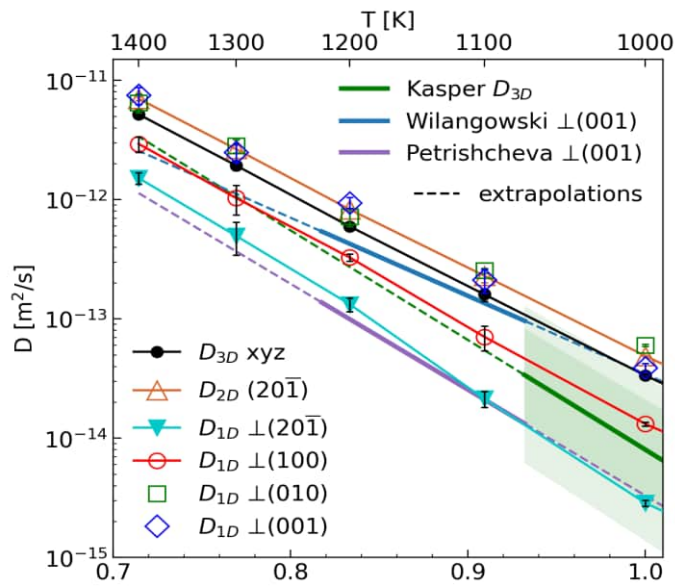 T [K]
1400 1300 1200 1100 1000
10⁻¹¹
10⁻¹²
10⁻¹³
10⁻¹⁴
10⁻¹⁵
D [m²/s]
Kasper D₃D
Wilangowski ⊥(001)
Petrishcheva ⊥(001)
extrapolations
D₃D xyz
D₂D (201̅)
D₁D ⊥(201̅)
D₁D ⊥(100)
D₁D ⊥(010)
D₁D ⊥(001)
0.7 0.8 0.9 1.0